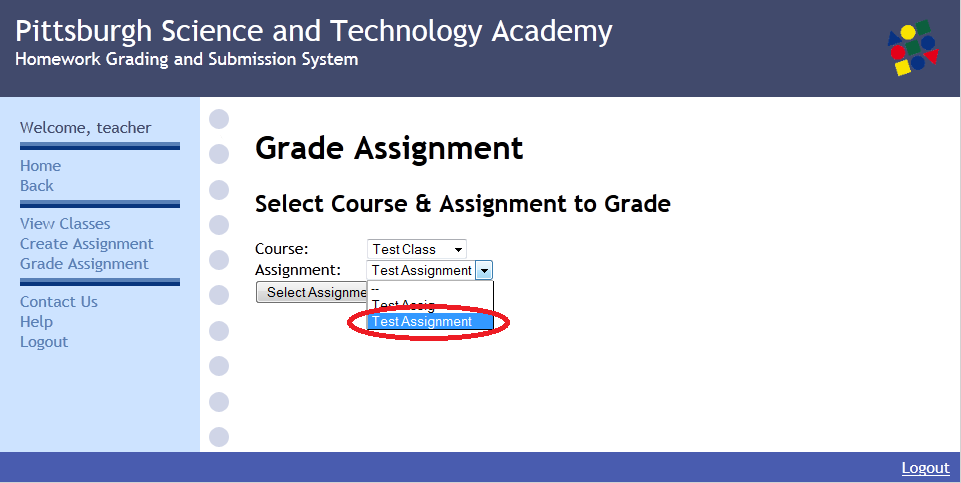 Pittsburgh Science and Technology Academy
Homework Grading and Submission System
Welcome, teacher
Home
Back
View Classes
Create Assignment
Grade Assignment
Contact Us
Help
Logout
Grade Assignment
Select Course & Assignment to Grade
Course: Test Class
Assignment: Test Assignment
Select Assignme
--
Test Assig
Test Assignment
Logout